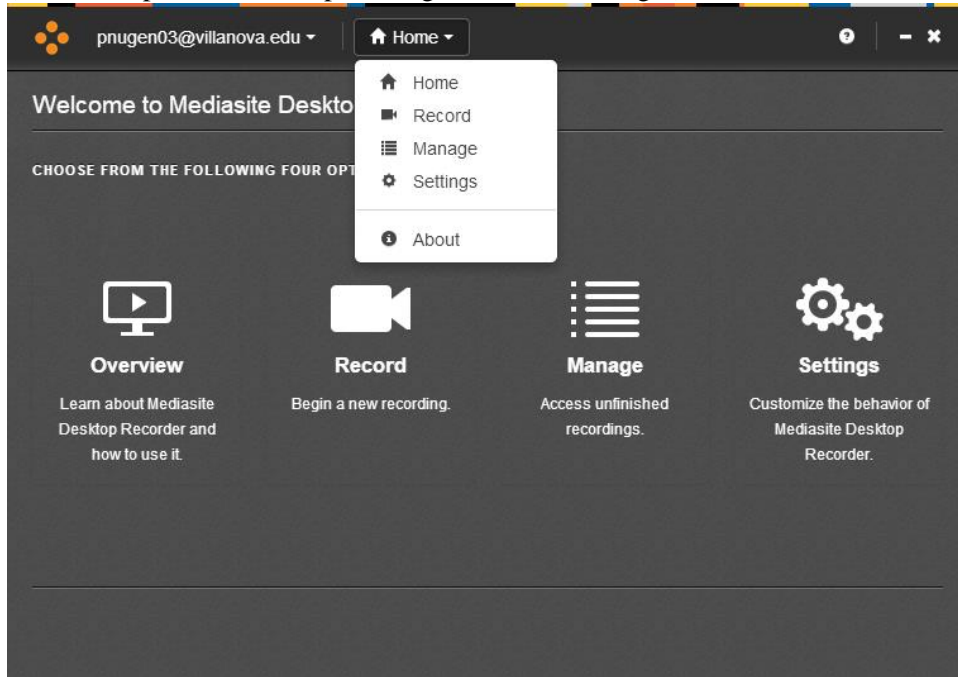 pnugen03@villanova.edu
Home
Home
Record
Manage
Settings
About
Welcome to Mediasite Deskto
CHOOSE FROM THE FOLLOWING FOUR OPT
Overview
Learn about Mediasite
Desktop Recorder and
how to use it.
Record
Begin a new recording.
Manage
Access unfinished
recordings.
Settings
Customize the behavior of
Mediasite Desktop
Recorder.